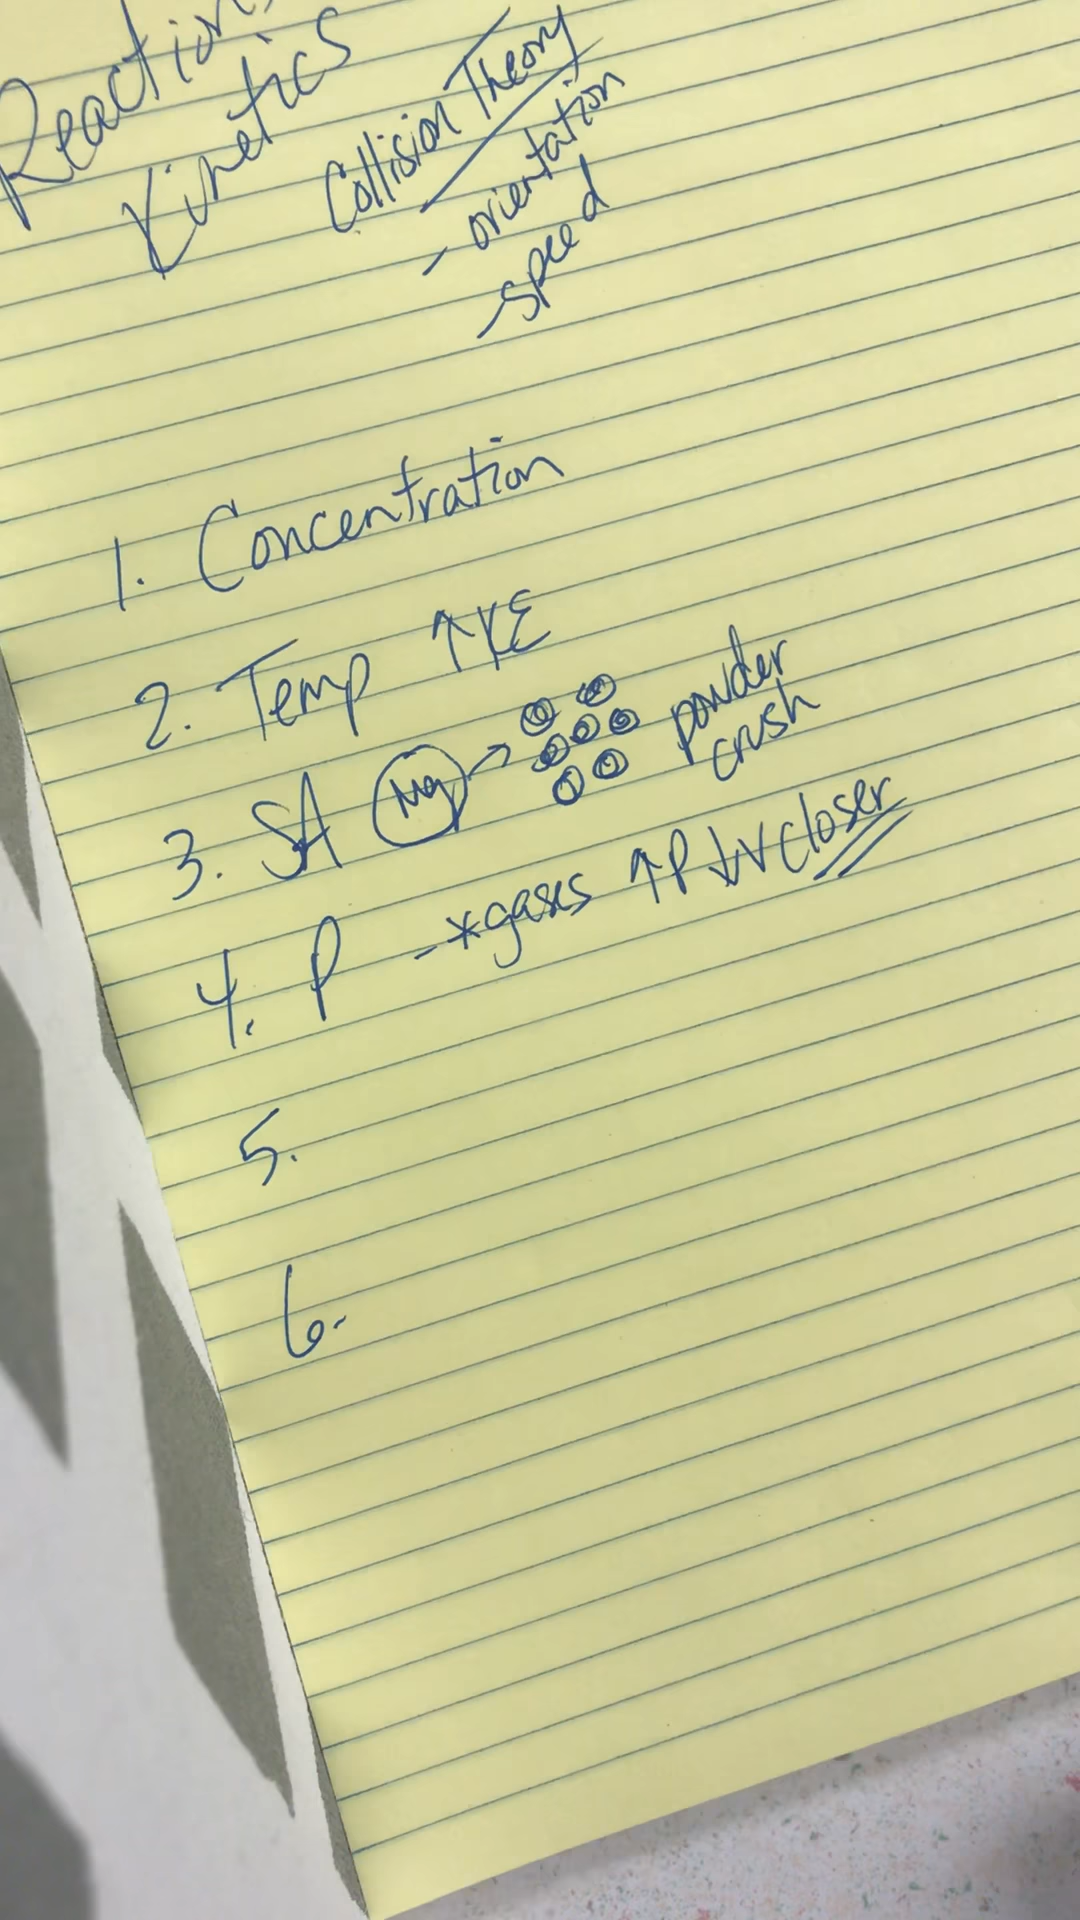 Reaction
Kinetics
Collision Theory
- orientation
- speed
1. Concentration
2. Temp ↑KE
3. SA Mg → powder
crush
4. P - *gases ↑P ↓V closer
5.
6.